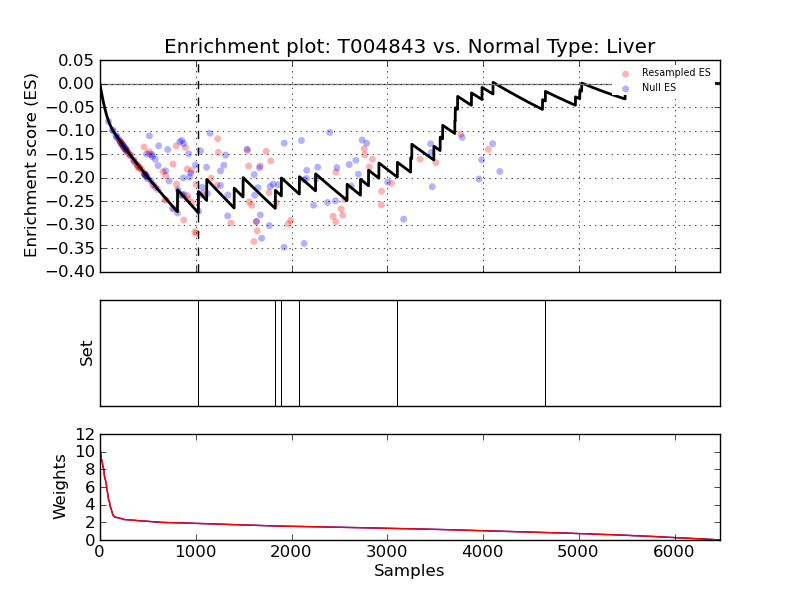 Enrichment plot: T004843 vs. Normal Type: Liver
Enrichment score (ES)
0.05
0.00
−0.05
−0.10
−0.15
−0.20
−0.25
−0.30
−0.35
−0.40
Resampled ES
Null ES
Set
Weights
12
10
8
6
4
2
0
0 1000 2000 3000 4000 5000 6000
Samples